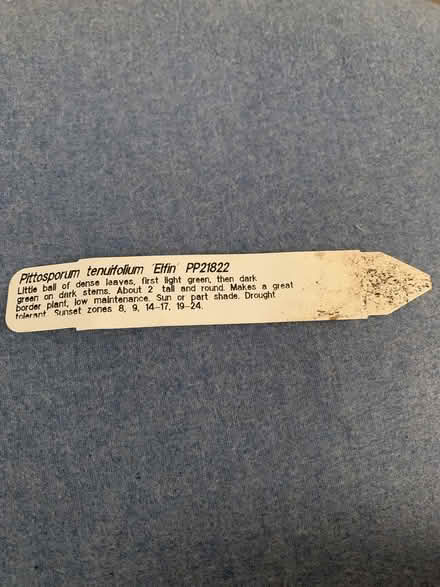 Pittosporum tenuifolium 'Elfin' PP21822
Little ball of dense leaves, first light green, then dark
green on dark stems. About 2' tall and round. Makes a great
border plant, low maintenance. Sun or part shade. Drought
tolerant. Sunset zones 8, 9, 14-17, 19-24.